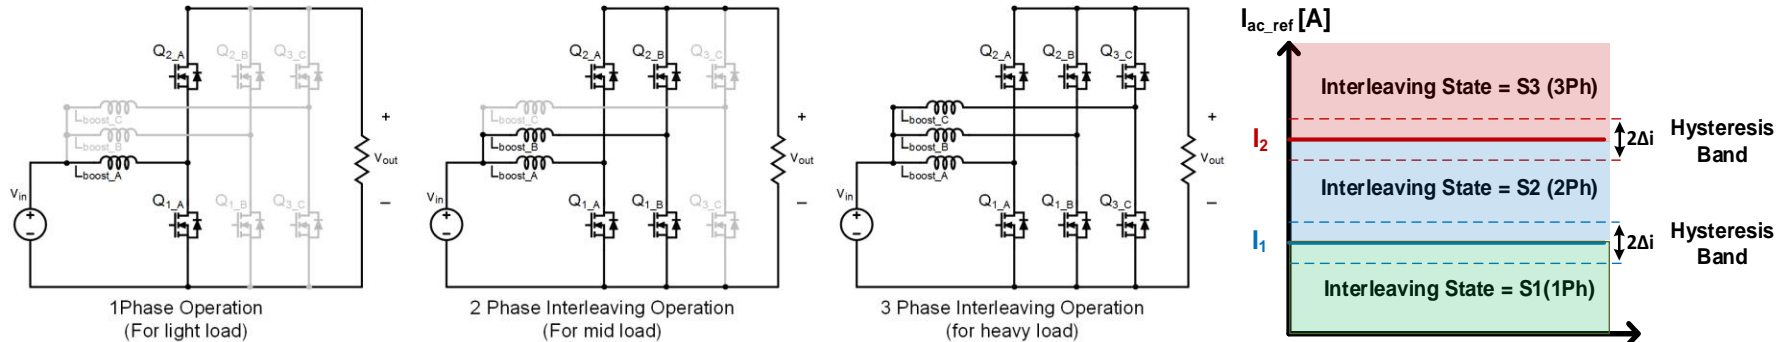 Q2_A
Q2_B
Q3_C
Lboost_C
Lboost_B
Lboost_A
Vin
+
−
Q1_A
Q1_B
Q3_C
+
Vout
−
1Phase Operation
(For light load)
Q2_A
Q2_B
Q3_C
Lboost_C
Lboost_B
Lboost_A
Vin
+
−
Q1_A
Q1_B
Q3_C
+
Vout
−
2 Phase Interleaving Operation
(For mid load)
Q2_A
Q2_B
Q3_C
Lboost_C
Lboost_B
Lboost_A
Vin
+
−
Q1_A
Q1_B
Q3_C
+
Vout
−
3 Phase Interleaving Operation
(for heavy load)
Iac_ref [A]
Interleaving State = S3 (3Ph)
I2
2Δi
Hysteresis
Band
Interleaving State = S2 (2Ph)
I1
2Δi
Hysteresis
Band
Interleaving State = S1(1Ph)